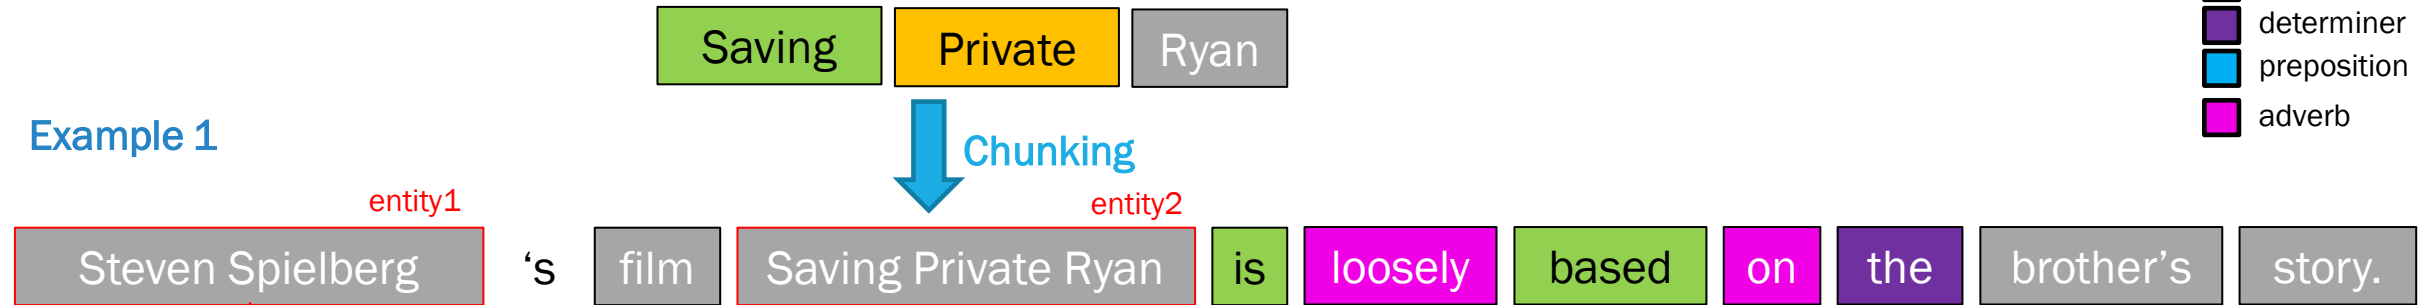 Saving Private Ryan
determiner
preposition
adverb
Example 1
Chunking
entity1
entity2
Steven Spielberg ‘s film Saving Private Ryan is loosely based on the brother’s story.